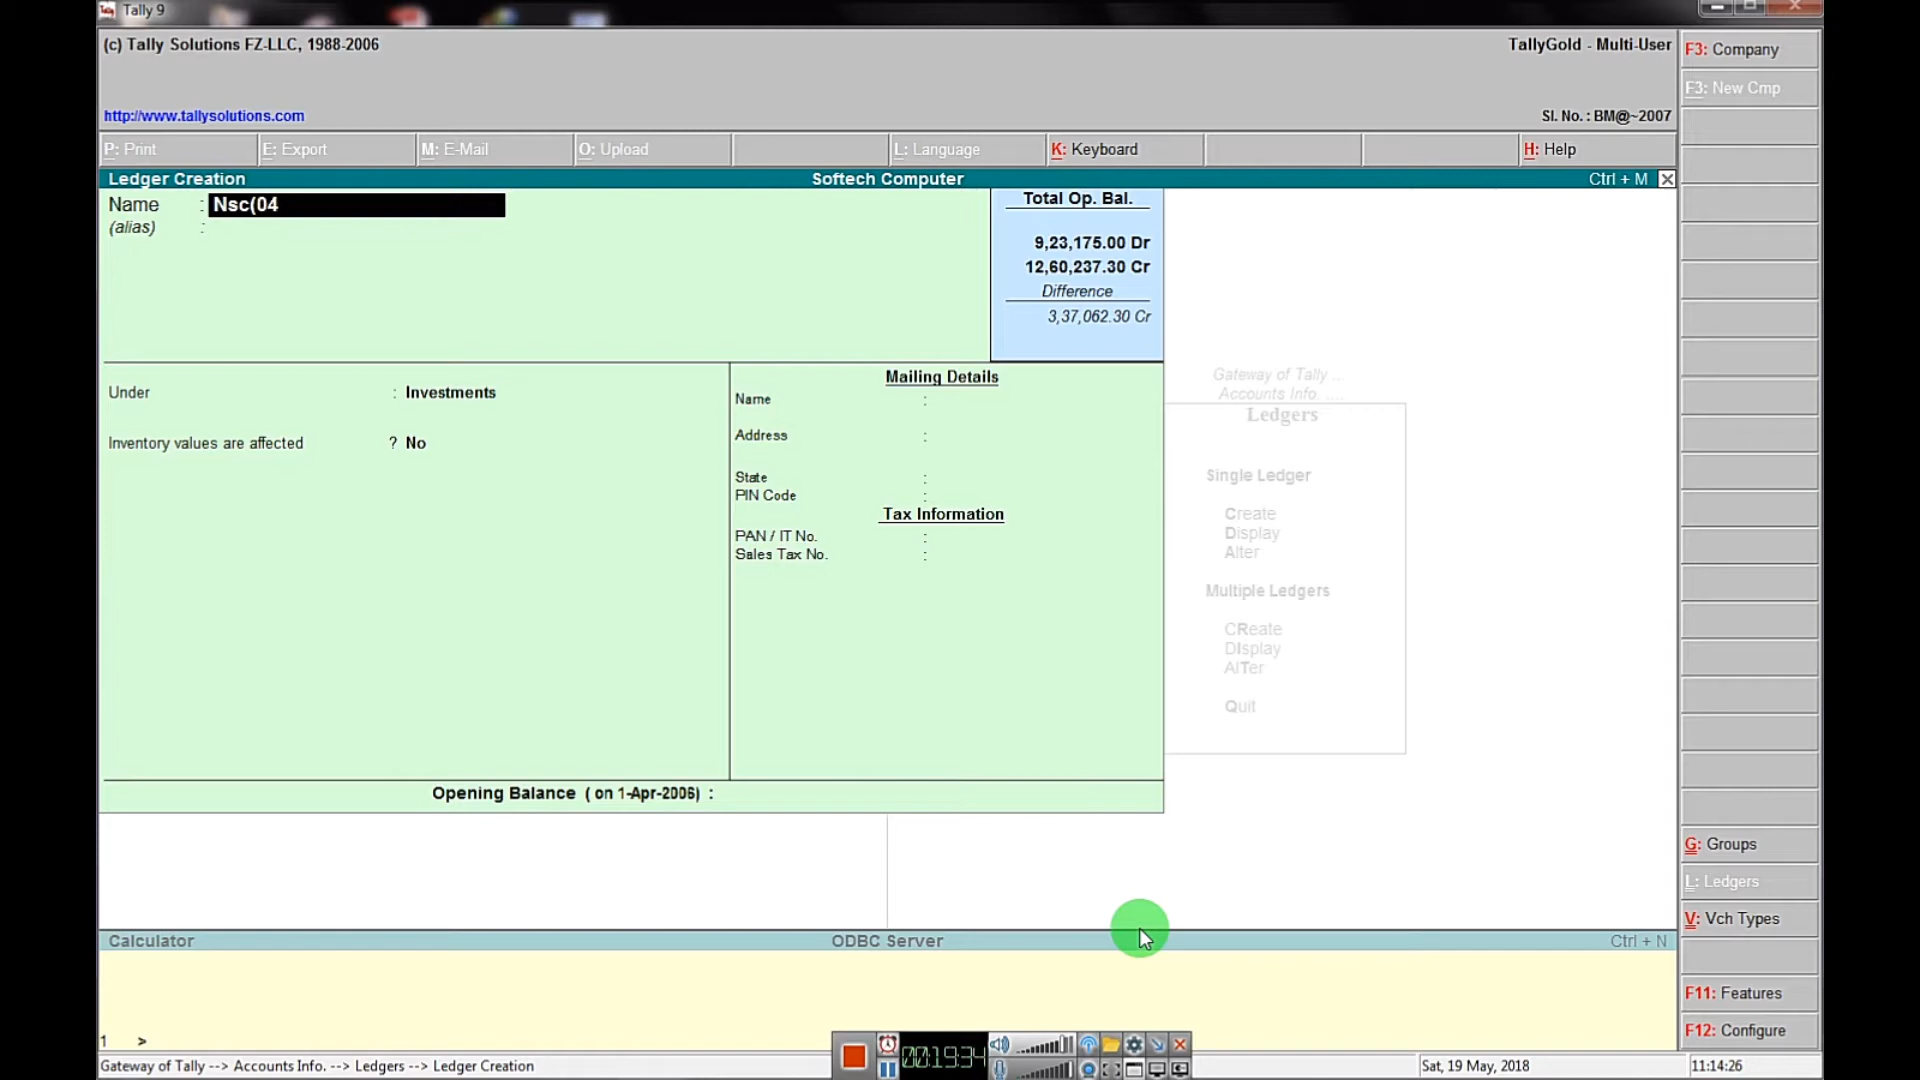 Tally 9
(c) Tally Solutions FZ-LLC, 1988-2006
TallyGold - Multi-User
http://www.tallysolutions.com
Sl. No. : BM@~2007
P: Print
E: Export
M: E-Mail
O: Upload
L: Language
K: Keyboard
H: Help
Ledger Creation
Softech Computer
Ctrl + M
Name : Nsc(04
(alias) :
Total Op. Bal.
9,23,175.00 Dr
12,60,237.30 Cr
Difference
3,37,062.30 Cr
Under : Investments
Inventory values are affected ? No
Mailing Details
Name :
Address :
State :
PIN Code :
Tax Information
PAN / IT No. :
Sales Tax No. :
Opening Balance ( on 1-Apr-2006) :
Gateway of Tally ...
Accounts Info. ....
Ledgers
Single Ledger
Create
Display
Alter
Multiple Ledgers
CReate
DIsplay
AlTer
Quit
F3: Company
F3: New Cmp
G: Groups
L: Ledgers
V: Vch Types
F11: Features
F12: Configure
Calculator
ODBC Server
Ctrl + N
1 >
00:19:34
Gateway of Tally --> Accounts Info. --> Ledgers --> Ledger Creation
Sat, 19 May, 2018
11:14:26